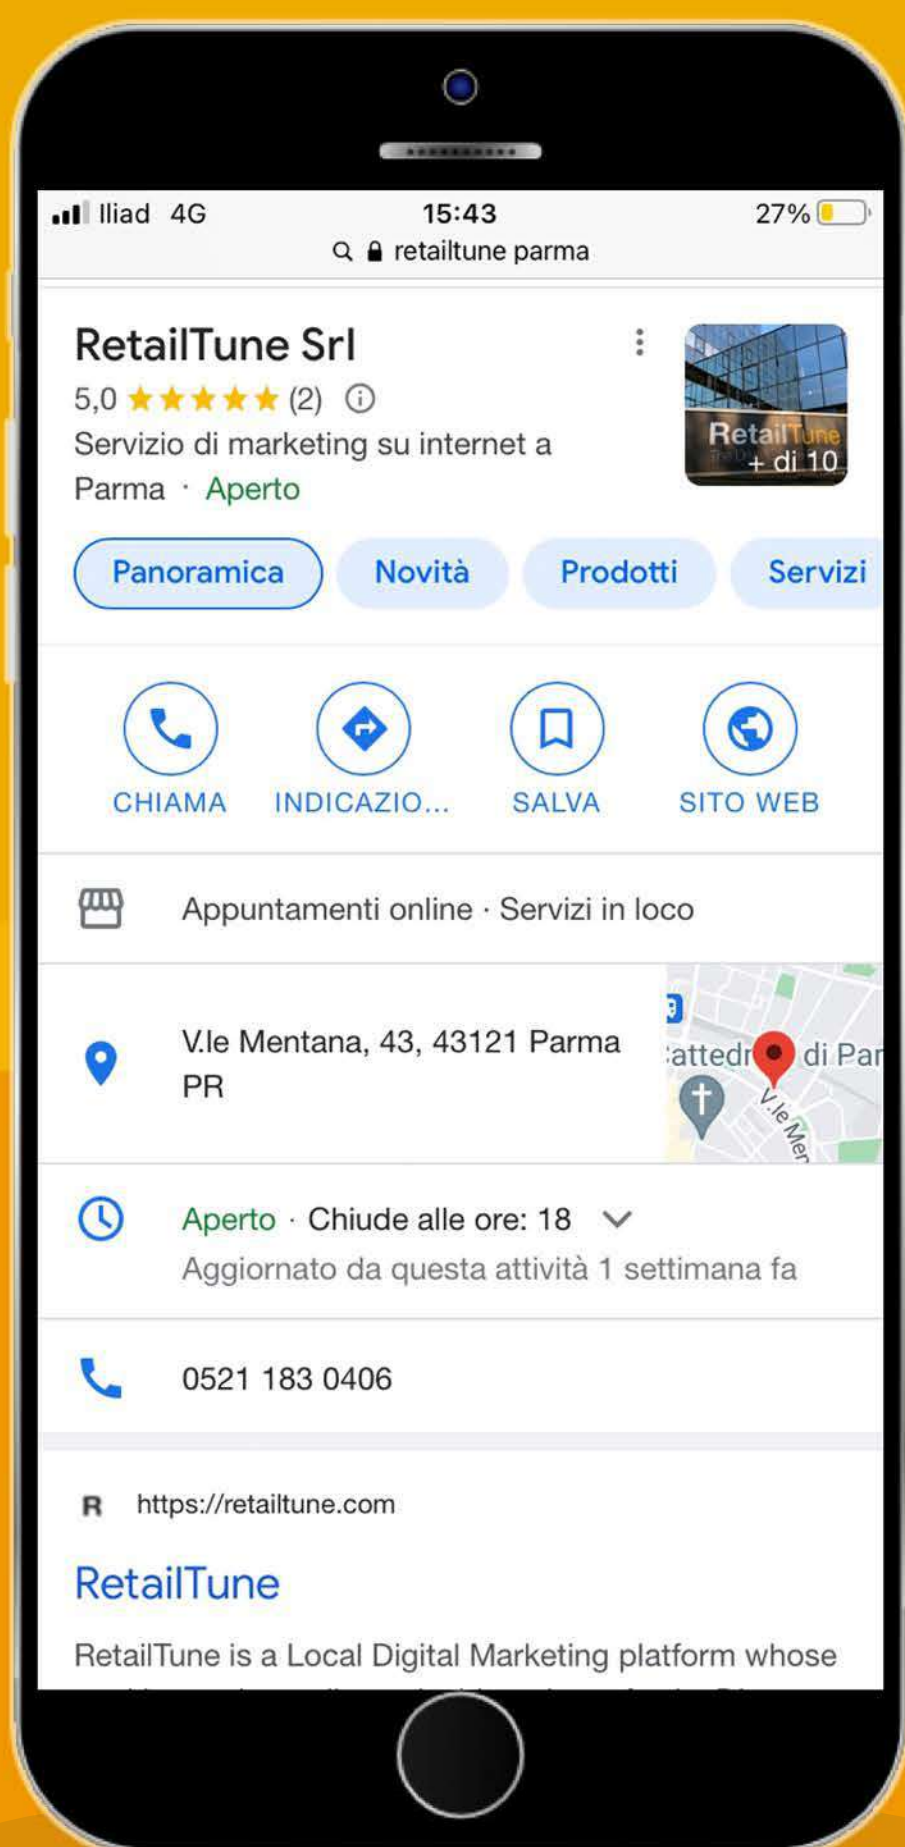 Iliad 4G 15:43 27%
retailtune parma
RetailTune Srl
5,0 (2)
Servizio di marketing su internet a
Parma · Aperto
RetailTune
+ di 10
Panoramica Novità Prodotti Servizi
CHIAMA INDICAZIO... SALVA SITO WEB
Appuntamenti online · Servizi in loco
V.le Mentana, 43, 43121 Parma
PR
attedr di Par
V.le Mer
Aperto · Chiude alle ore: 18
Aggiornato da questa attività 1 settimana fa
0521 183 0406
R https://retailtune.com
RetailTune
RetailTune is a Local Digital Marketing platform whose